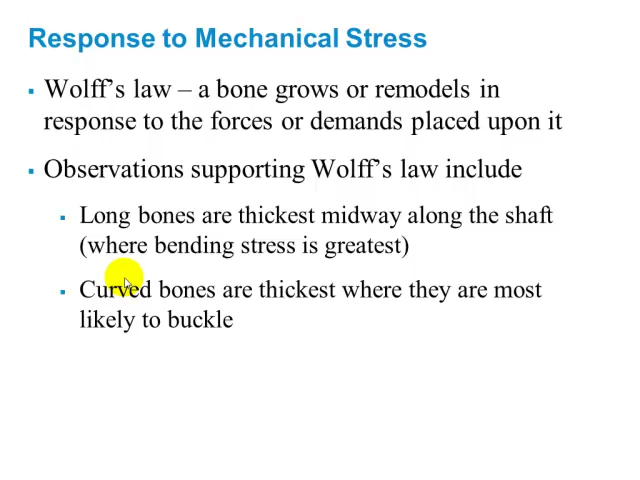 Response to Mechanical Stress
▪ Wolff’s law – a bone grows or remodels in
response to the forces or demands placed upon it
▪ Observations supporting Wolff’s law include
▪ Long bones are thickest midway along the shaft
(where bending stress is greatest)
▪ Curved bones are thickest where they are most
likely to buckle